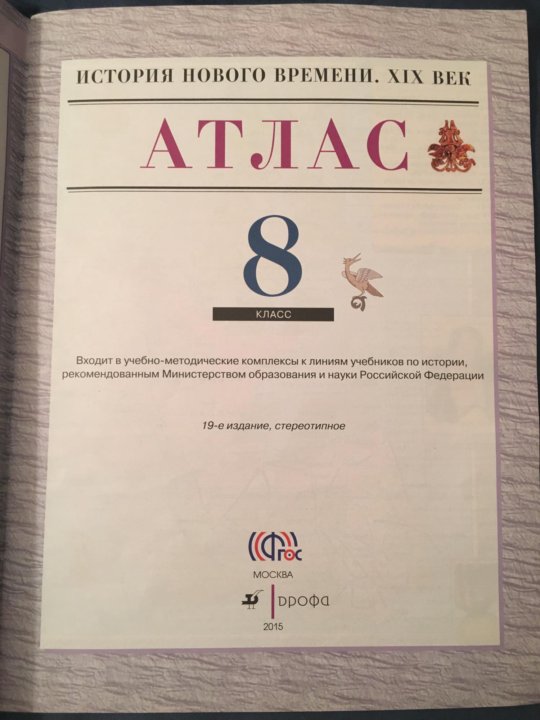 ИСТОРИЯ НОВОГО ВРЕМЕНИ. XIX ВЕК
АТЛАС
8
КЛАСС
Входит в учебно-методические комплексы к линиям учебников по истории,
рекомендованным Министерством образования и науки Российской Федерации
19-е издание, стереотипное
ФГОС
МОСКВА
дрофа
2015